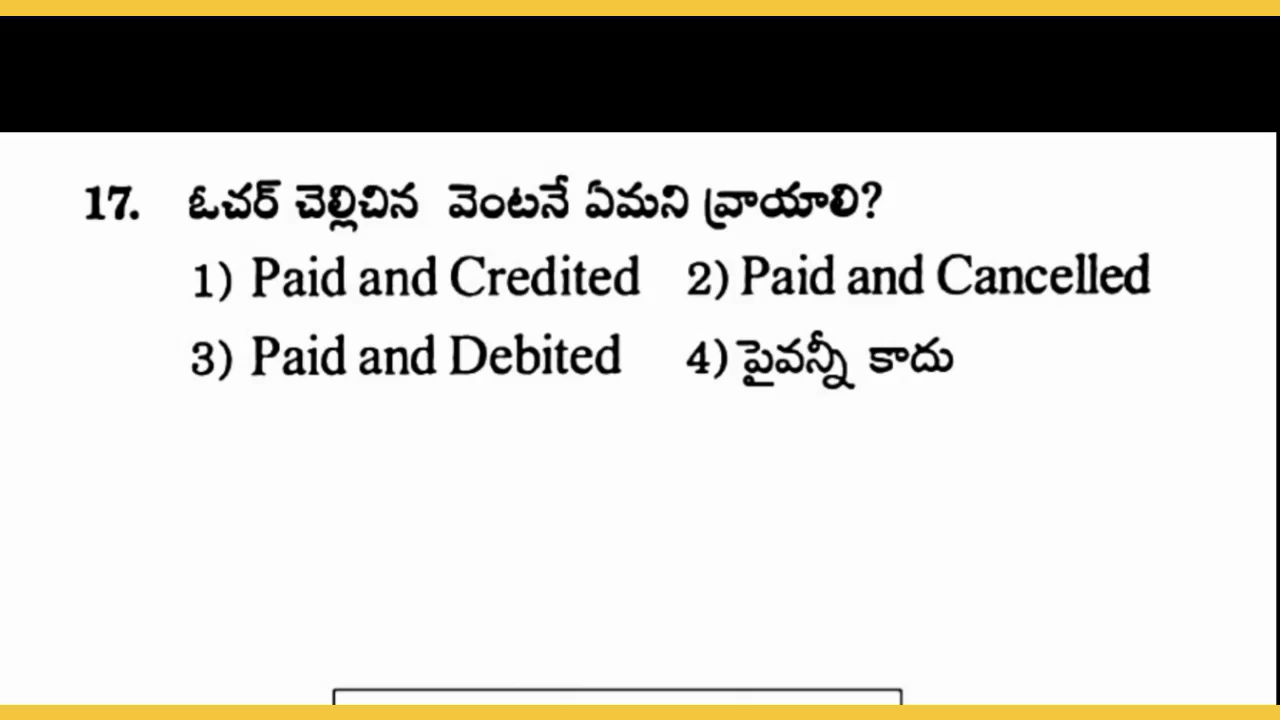 17. ఓచర్ చెల్లిచిన వెంటనే ఏమని వ్రాయాలి?
1) Paid and Credited 2) Paid and Cancelled
3) Paid and Debited 4) పైవన్నీ కాదు